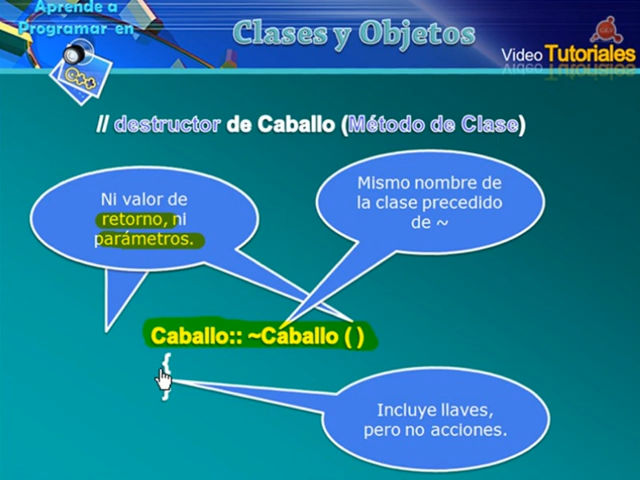 Aprende a
Programar en
C++
Clases y Objetos
Video Tutoriales
// destructor de Caballo (Método de Clase)
Ni valor de
retorno, ni
parámetros.
Mismo nombre de
la clase precedido
de ~
Caballo:: ~Caballo ( )
{
}
Incluye llaves,
pero no acciones.